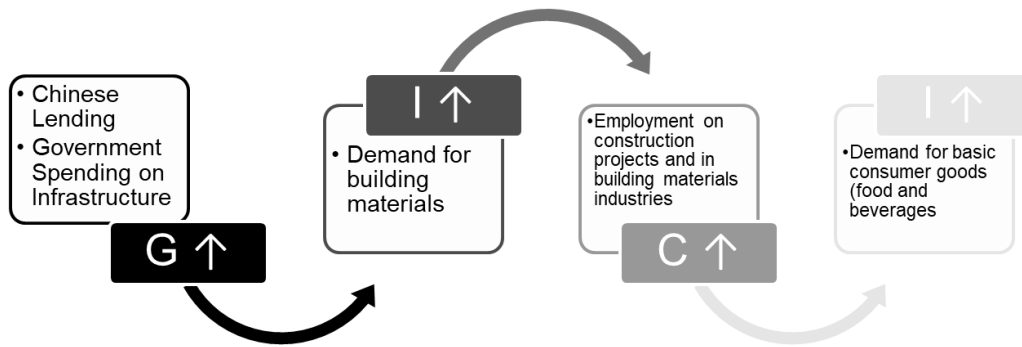 • Chinese
Lending
• Government
Spending on
Infrastructure
G ↑
I ↑
• Demand for
building
materials
•Employment on
construction
projects and in
building materials
industries
C ↑
I ↑
•Demand for basic
consumer goods
(food and
beverages